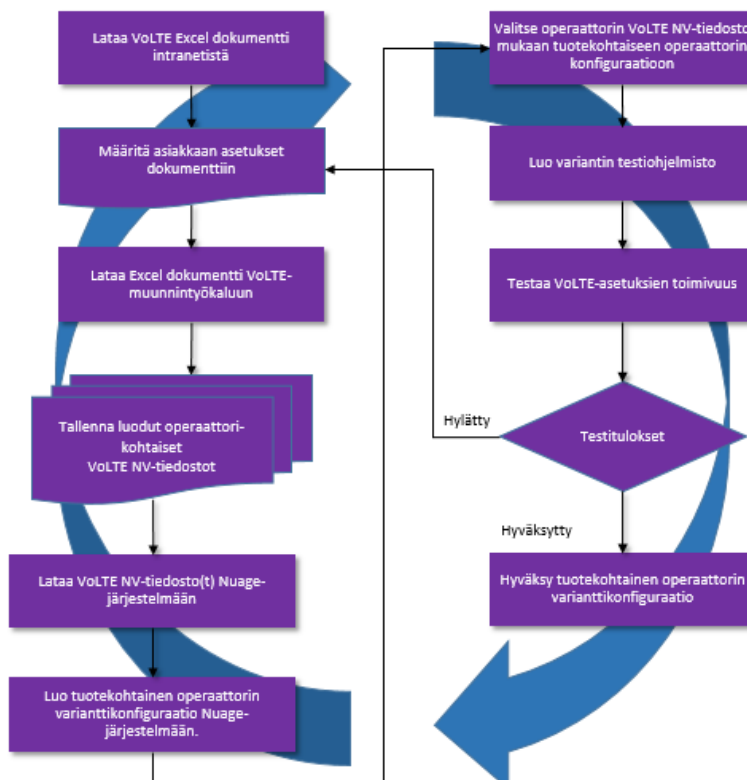 Lataa VoLTE Excel dokumentti
intranetistä
Määritä asiakkaan asetukset
dokumenttiin
Lataa Excel dokumentti VoLTE-
muunnintyökaluun
Tallenna luodut operaattori-
kohtaiset
VoLTE NV-tiedostot
Lataa VoLTE NV-tiedosto(t) Nuage-
järjestelmään
Luo tuotekohtainen operaattorin
varianttikonfiguraatio Nuage-
järjestelmään.
Valitse operaattorin VoLTE NV-tiedosto
mukaan tuotekohtaiseen operaattorin
konfiguraatioon
Luo variantin testiohjelmisto
Testaa VoLTE-asetuksien toimivuus
Hylätty
Testitulokset
Hyväksytty
Hyväksy tuotekohtainen operaattorin
varianttikonfiguraatio